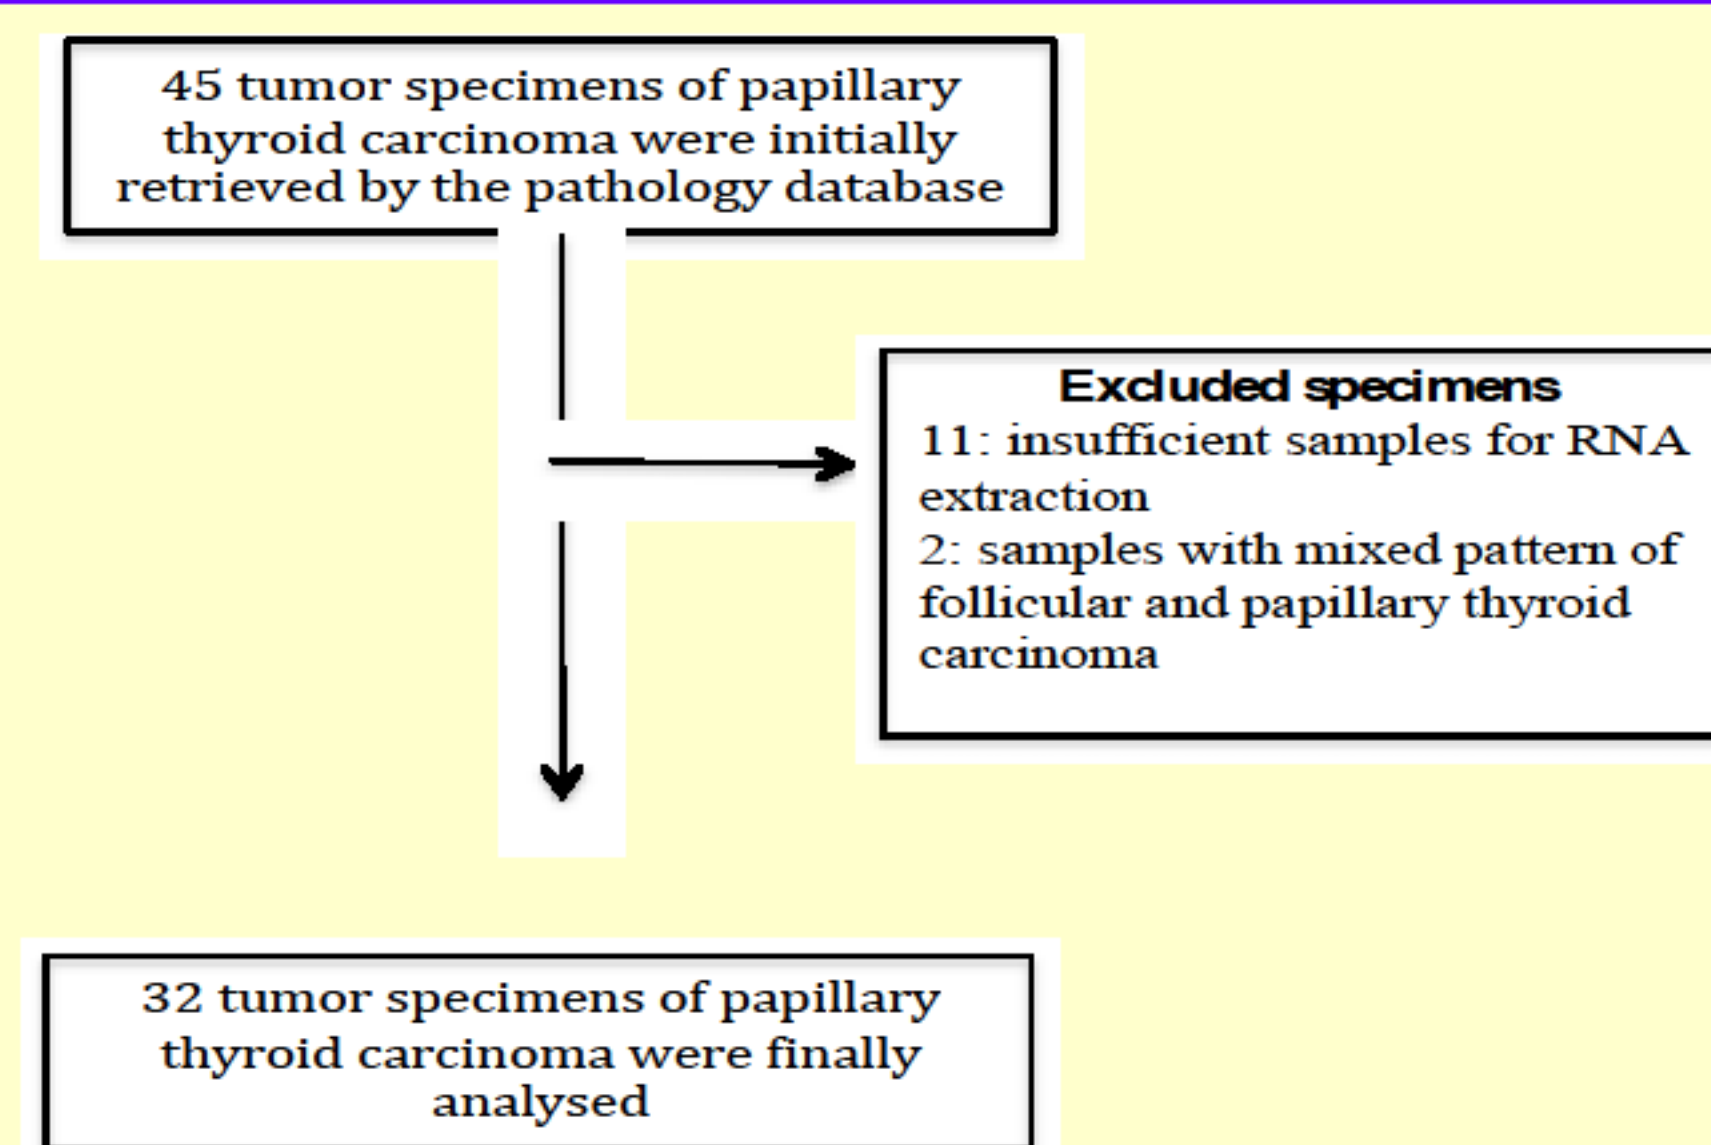 45 tumor specimens of papillary
thyroid carcinoma were initially
retrieved by the pathology database
Excluded specimens
11: insufficient samples for RNA
extraction
2: samples with mixed pattern of
follicular and papillary thyroid
carcinoma
32 tumor specimens of papillary
thyroid carcinoma were finally
analysed